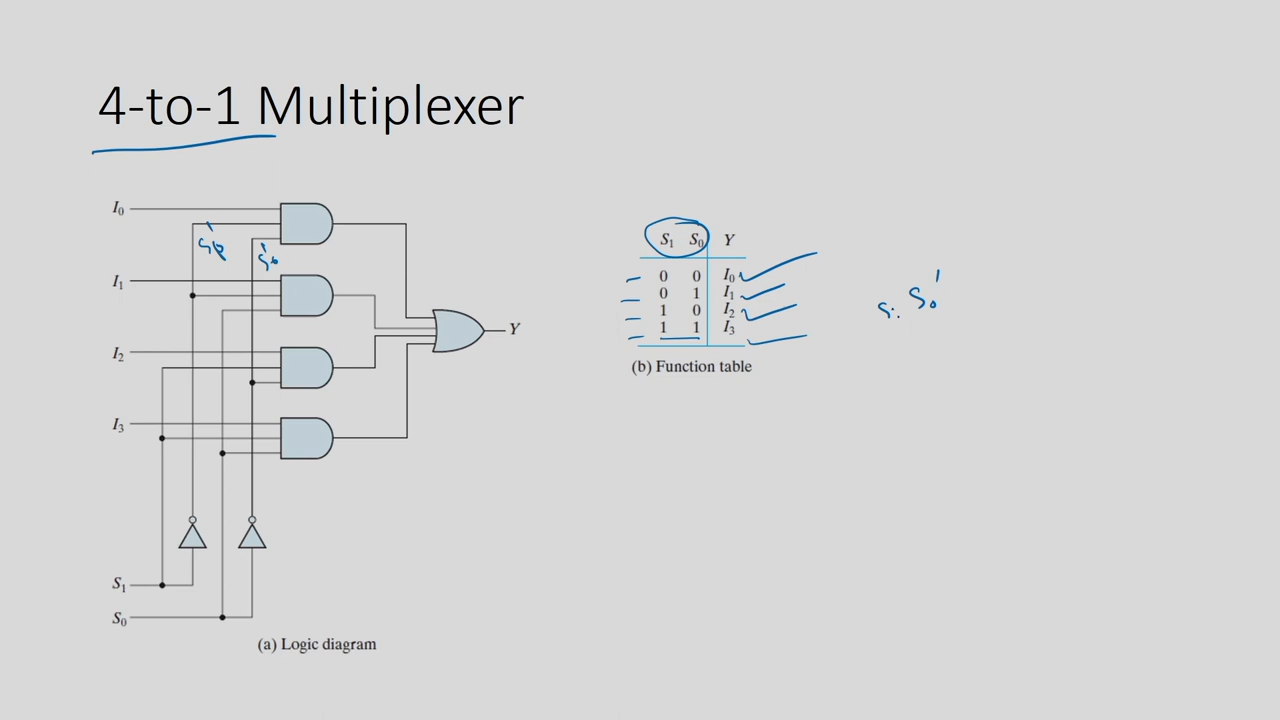 4-to-1 Multiplexer
I₀
I₁
I₂
I₃
S₁
S₀
Y
(a) Logic diagram
S₁ S₀ Y
0 0 I₀
0 1 I₁
1 0 I₂
1 1 I₃
(b) Function table
S₀'